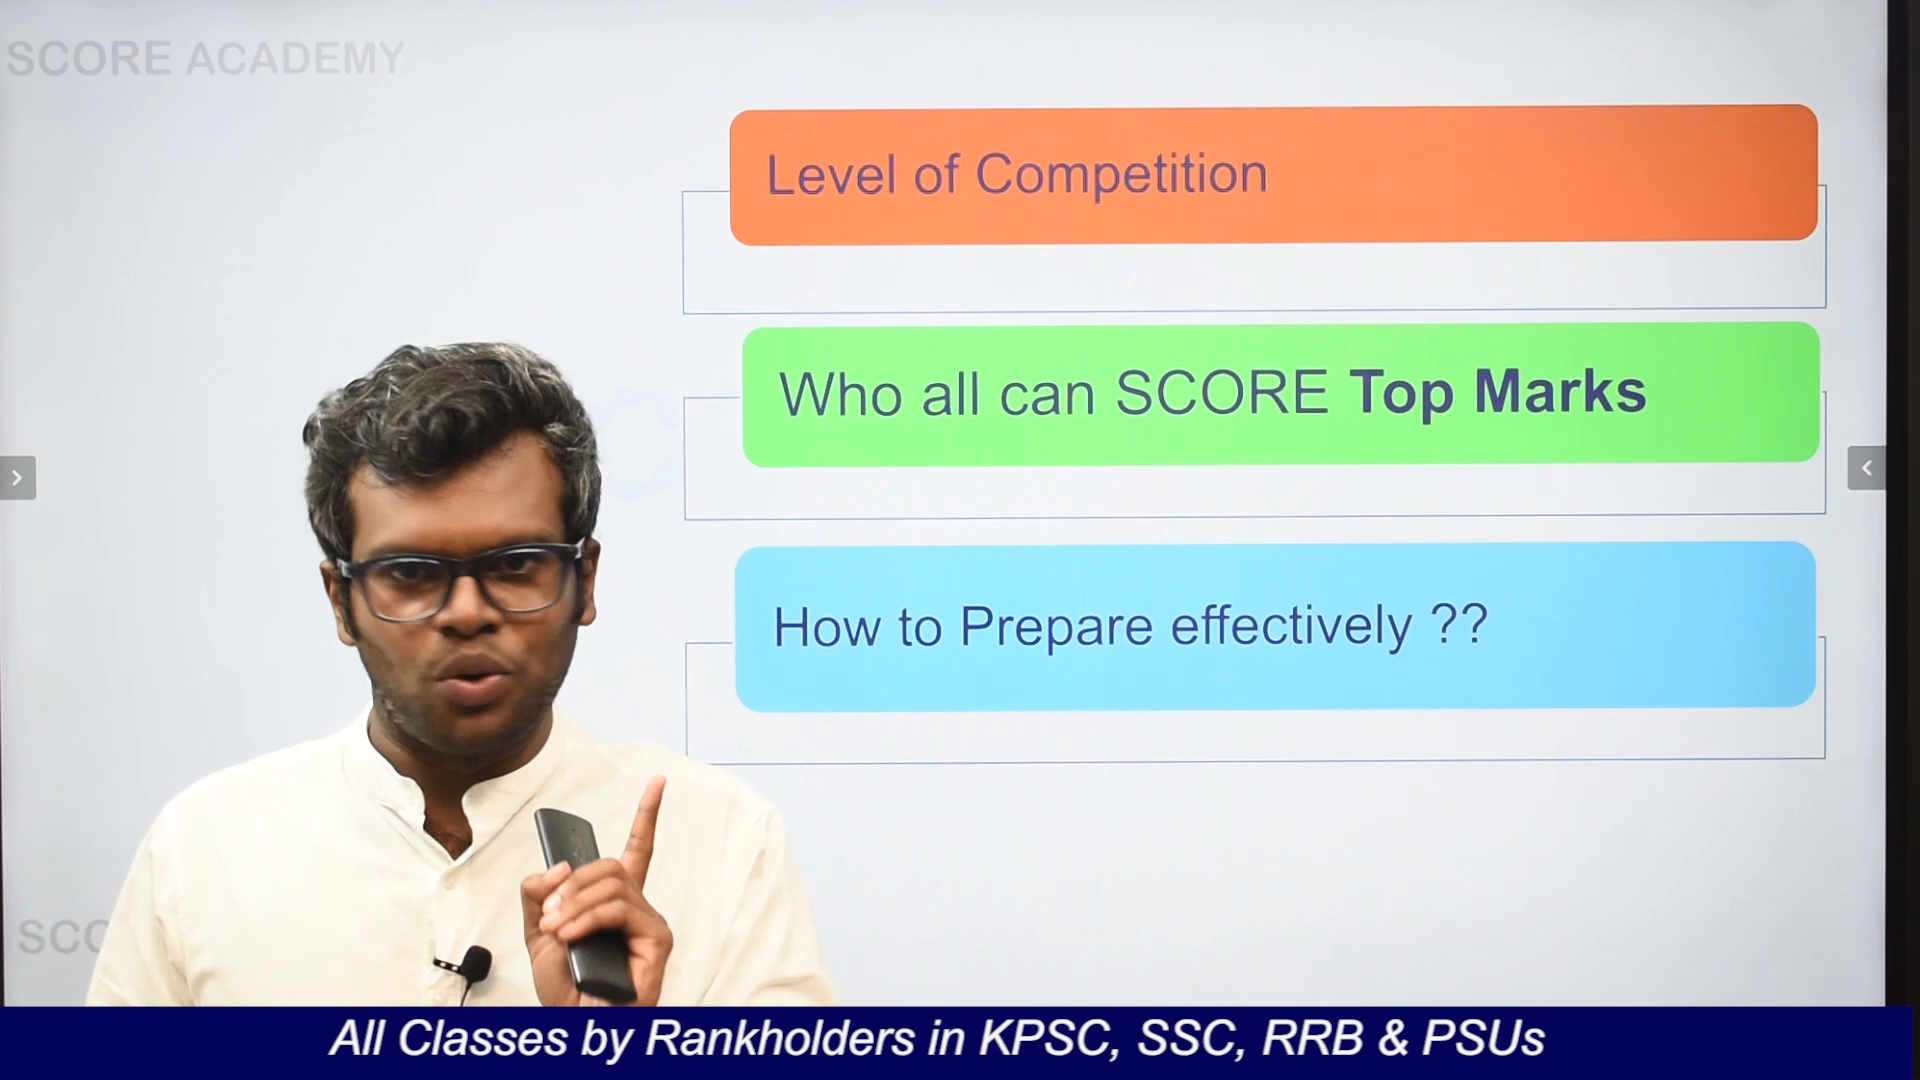 SCORE ACADEMY
Level of Competition
Who all can SCORE Top Marks
How to Prepare effectively ??
SCO
All Classes by Rankholders in KPSC, SSC, RRB & PSUs